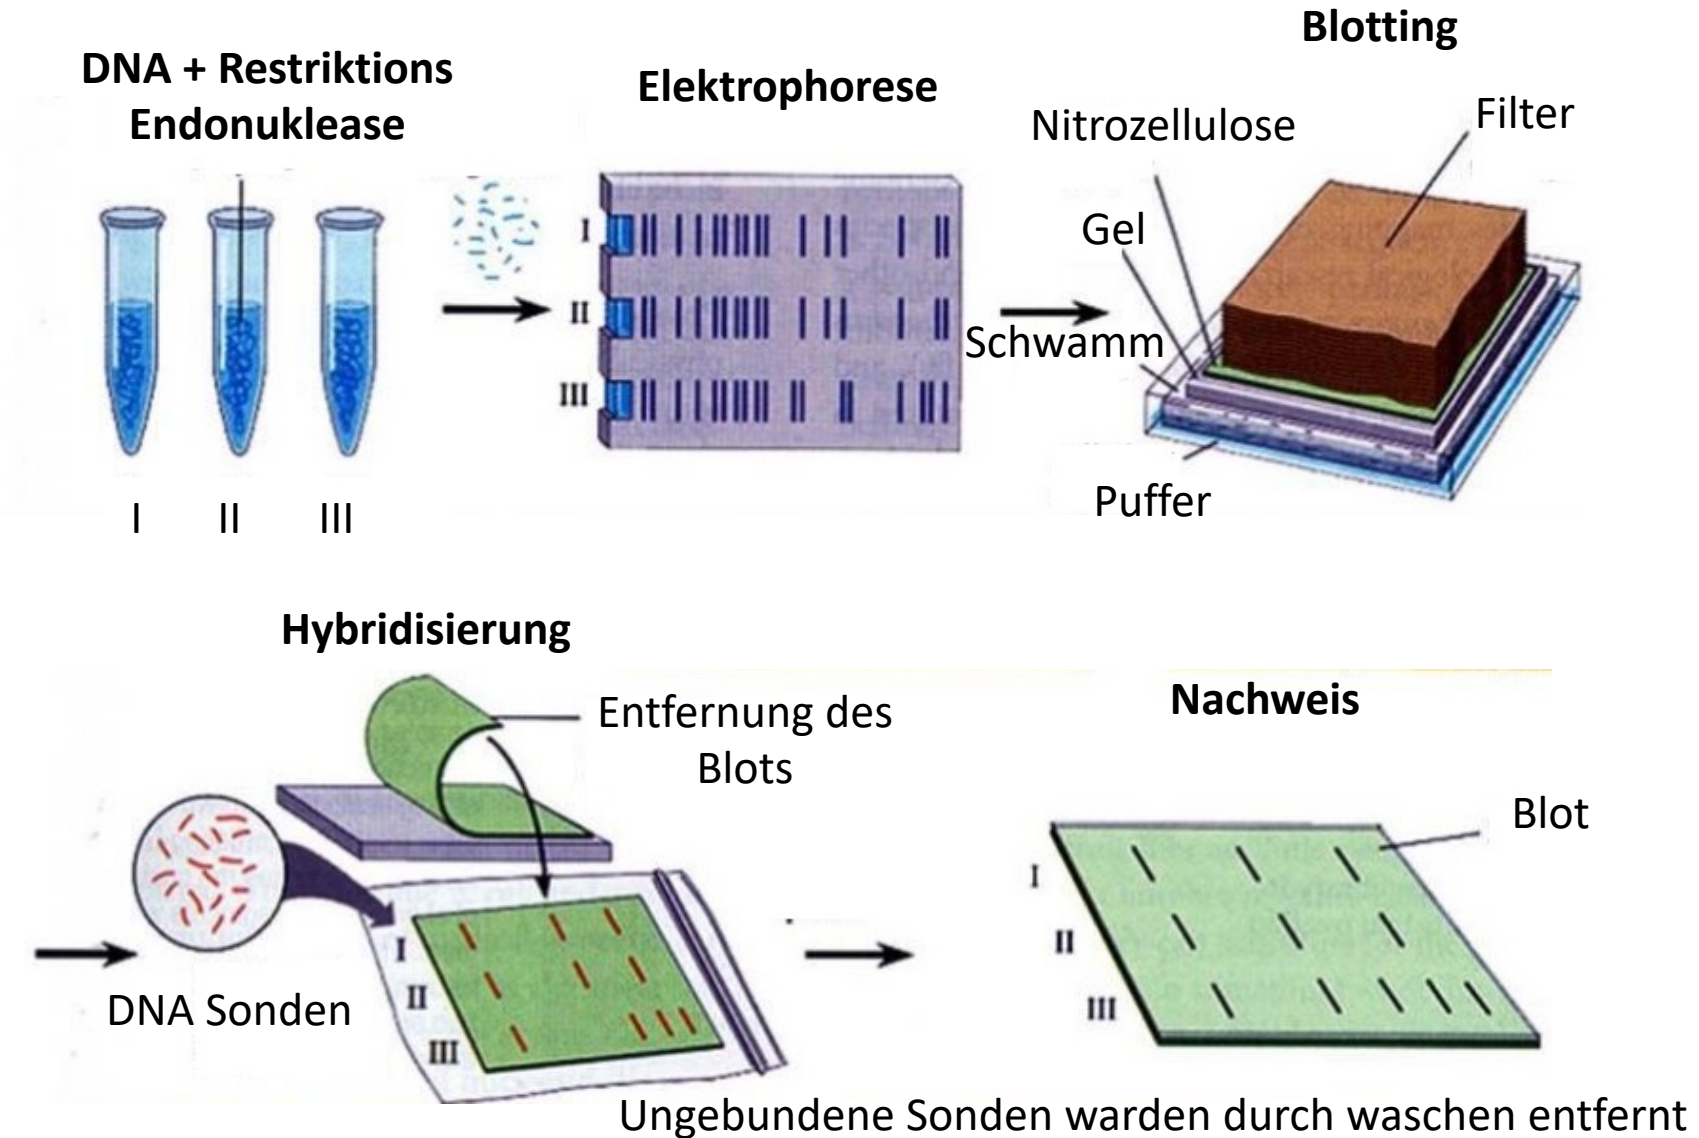 Blotting
DNA + Restriktions
Endonuklease
Elektrophorese
Nitrozellulose
Filter
Gel
Schwamm
Puffer
I
II
III
I II III
Hybridisierung
Entfernung des
Blots
Nachweis
Blot
DNA Sonden
I
II
III
I
II
III
Ungebundene Sonden warden durch waschen entfernt